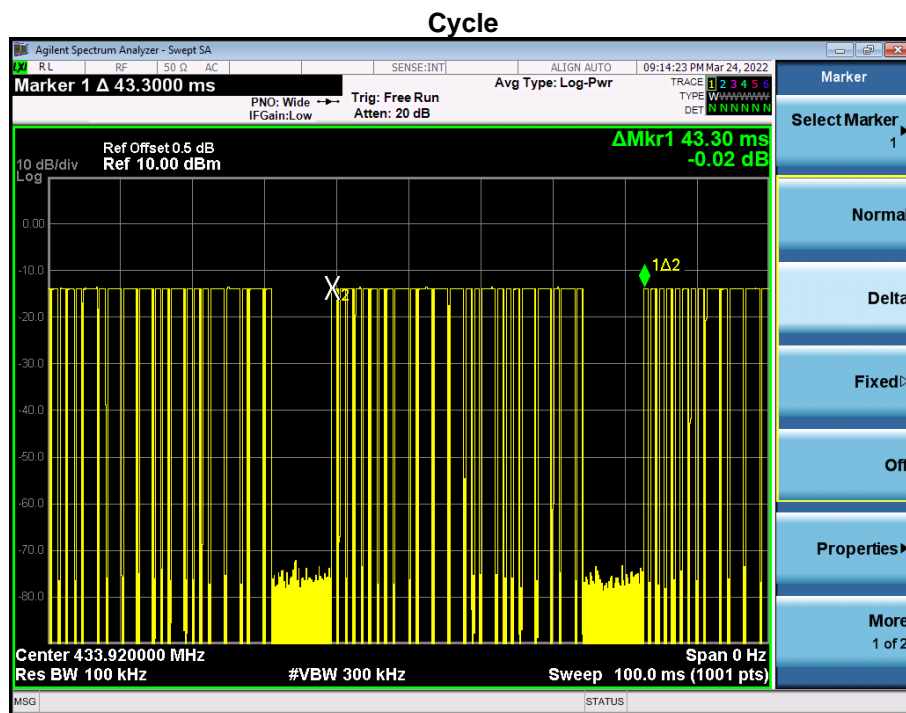 Cycle
Agilent Spectrum Analyzer - Swept SA
LXI RL RF 50 Ω AC SENSE:INT ALIGN AUTO 09:14:23 PM Mar 24, 2022
Marker 1 Δ 43.3000 ms
PNO: Wide
IFGain:Low
Trig: Free Run
Atten: 20 dB
Avg Type: Log-Pwr
TRACE 1 2 3 4 5 6
TYPE WWWWWW
DET N N N N N N
Marker
Select Marker
1
Normal
Delta
Fixed
Off
Properties
More
1 of 2
ΔMkr1 43.30 ms
-0.02 dB
Ref Offset 0.5 dB
10 dB/div Ref 10.00 dBm
Log
0.00
-10.0
1Δ2
X2
-20.0
-30.0
-40.0
-50.0
-60.0
-70.0
-80.0
Center 433.920000 MHz Span 0 Hz
Res BW 100 kHz #VBW 300 kHz Sweep 100.0 ms (1001 pts)
MSG STATUS